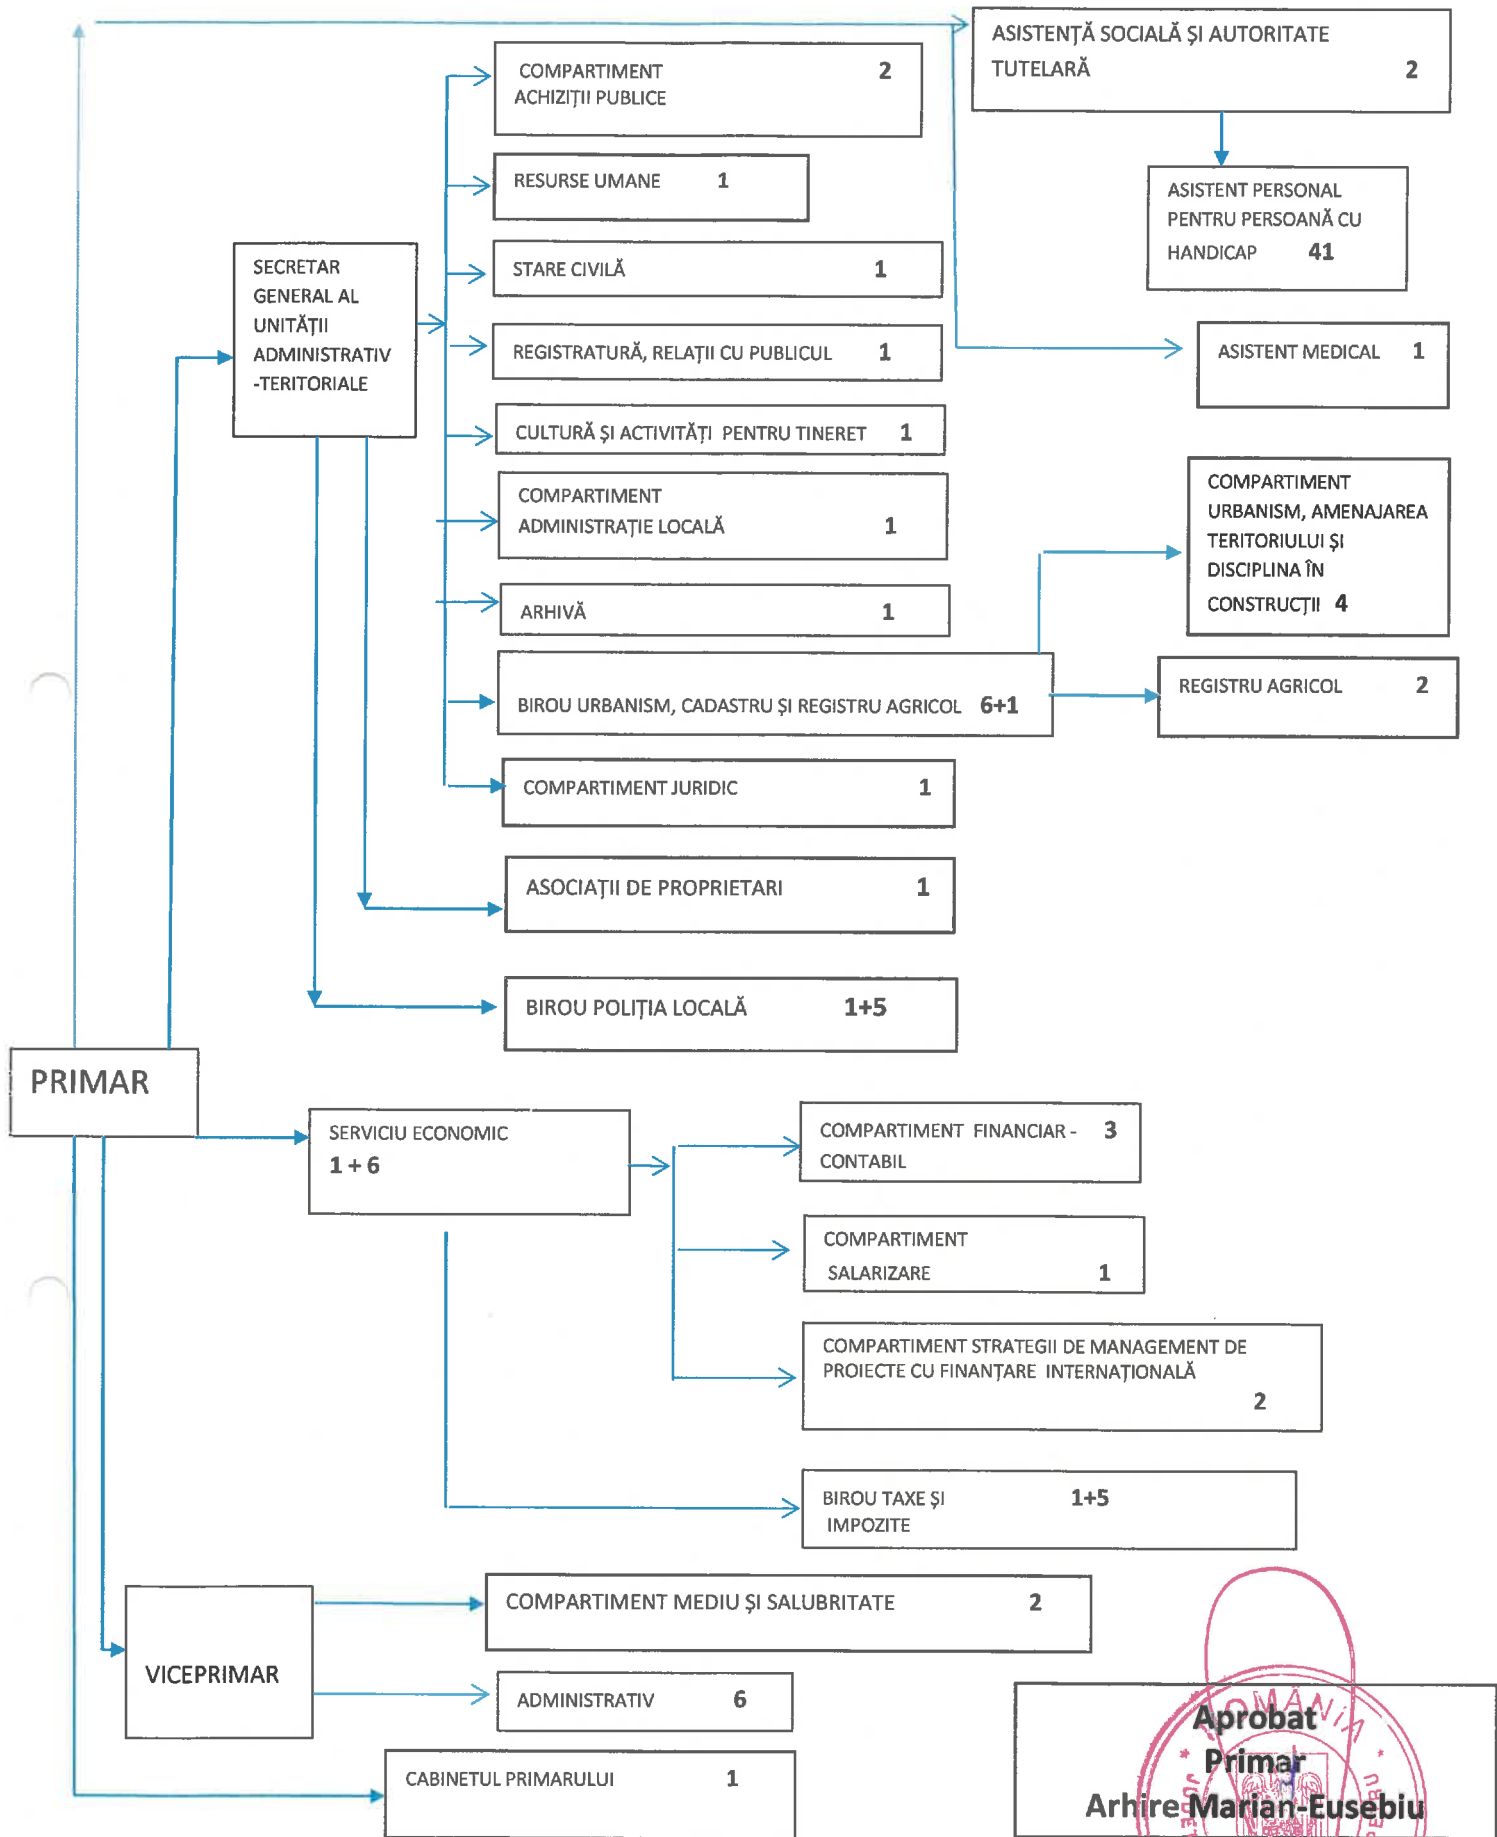 ASISTENȚĂ SOCIALĂ ȘI AUTORITATE
TUTELARĂ 2
COMPARTIMENT 2
ACHIZIȚII PUBLICE
RESURSE UMANE 1
ASISTENT PERSONAL
PENTRU PERSOANĂ CU
HANDICAP 41
SECRETAR
GENERAL AL
UNITĂȚII
ADMINISTRATIV
-TERITORIALE
STARE CIVILĂ 1
REGISTRATURĂ, RELAȚII CU PUBLICUL 1
ASISTENT MEDICAL 1
CULTURĂ ȘI ACTIVITĂȚI PENTRU TINERET 1
COMPARTIMENT
ADMINISTRAȚIE LOCALĂ 1
COMPARTIMENT
URBANISM, AMENAJAREA
TERITORIULUI ȘI
DISCIPLINA ÎN
CONSTRUCȚII 4
ARHIVĂ 1
BIROU URBANISM, CADASTRU ȘI REGISTRU AGRICOL 6+1
REGISTRU AGRICOL 2
COMPARTIMENT JURIDIC 1
ASOCIAȚII DE PROPRIETARI 1
BIROU POLIȚIA LOCALĂ 1+5
PRIMAR
SERVICIU ECONOMIC
1 + 6
COMPARTIMENT FINANCIAR - 3
CONTABIL
COMPARTIMENT
SALARIZARE 1
COMPARTIMENT STRATEGII DE MANAGEMENT DE
PROIECTE CU FINANȚARE INTERNAȚIONALĂ
2
BIROU TAXE ȘI 1+5
IMPOZITE
COMPARTIMENT MEDIU ȘI SALUBRITATE 2
VICEPRIMAR
ADMINISTRATIV 6
CABINETUL PRIMARULUI 1
ROMÂNIA
Aprobat
Primar
Arhire Marian-Eusebiu